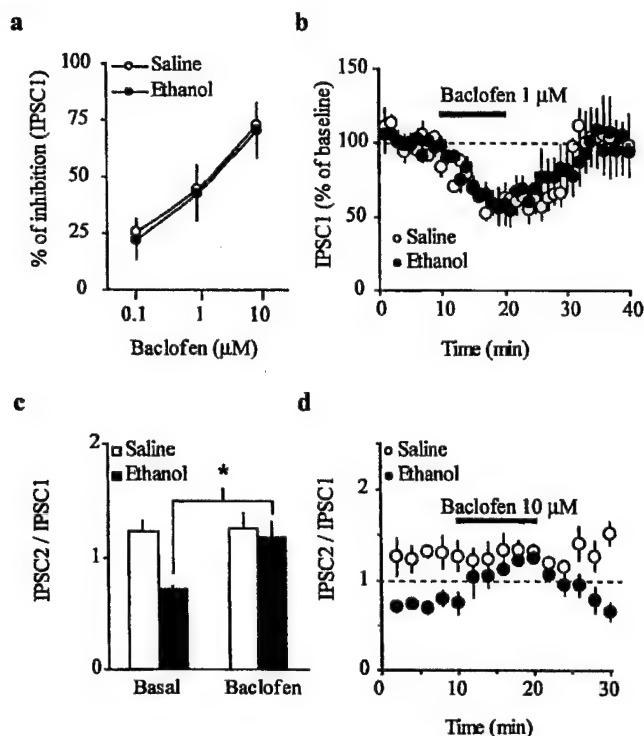 a
Saline
Ethanol
% of inhibition (IPSC1)
100
75
50
25
0
0.1
1
10
Baclofen (µM)
b
IPSC1 (% of baseline)
150
100
50
0
Baclofen 1 µM
Saline
Ethanol
0
10
20
30
40
Time (min)
c
Saline
Ethanol
*
IPSC2 / IPSC1
2
1
0
Basal
Baclofen
d
Saline
Ethanol
Baclofen 10 µM
IPSC2 / IPSC1
2
1
0
0
10
20
30
Time (min)